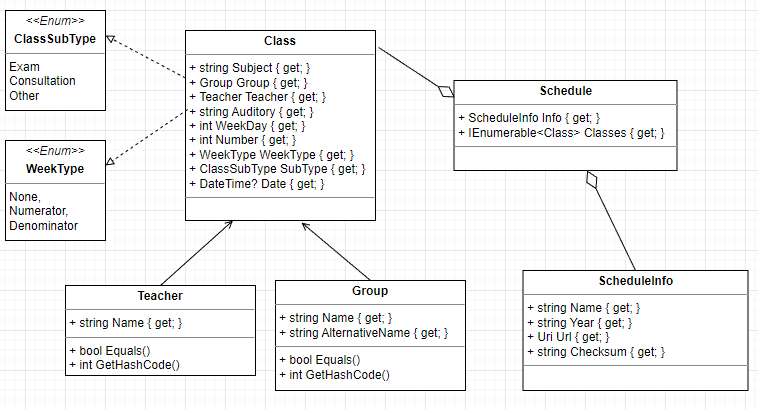 <<Enum>>
ClassSubType
Exam
Consultation
Other
<<Enum>>
WeekType
None,
Numerator,
Denominator
Class
+ string Subject { get; }
+ Group Group { get; }
+ Teacher Teacher { get; }
+ string Auditory { get; }
+ int WeekDay { get; }
+ int Number { get; }
+ WeekType WeekType { get; }
+ ClassSubType SubType { get; }
+ DateTime? Date { get; }
Schedule
+ ScheduleInfo Info { get; }
+ IEnumerable<Class> Classes { get; }
Teacher
+ string Name { get; }
+ bool Equals()
+ int GetHashCode()
Group
+ string Name { get; }
+ string AlternativeName { get; }
+ bool Equals()
+ int GetHashCode()
ScheduleInfo
+ string Name { get; }
+ string Year { get; }
+ Uri Url { get; }
+ string Checksum { get; }